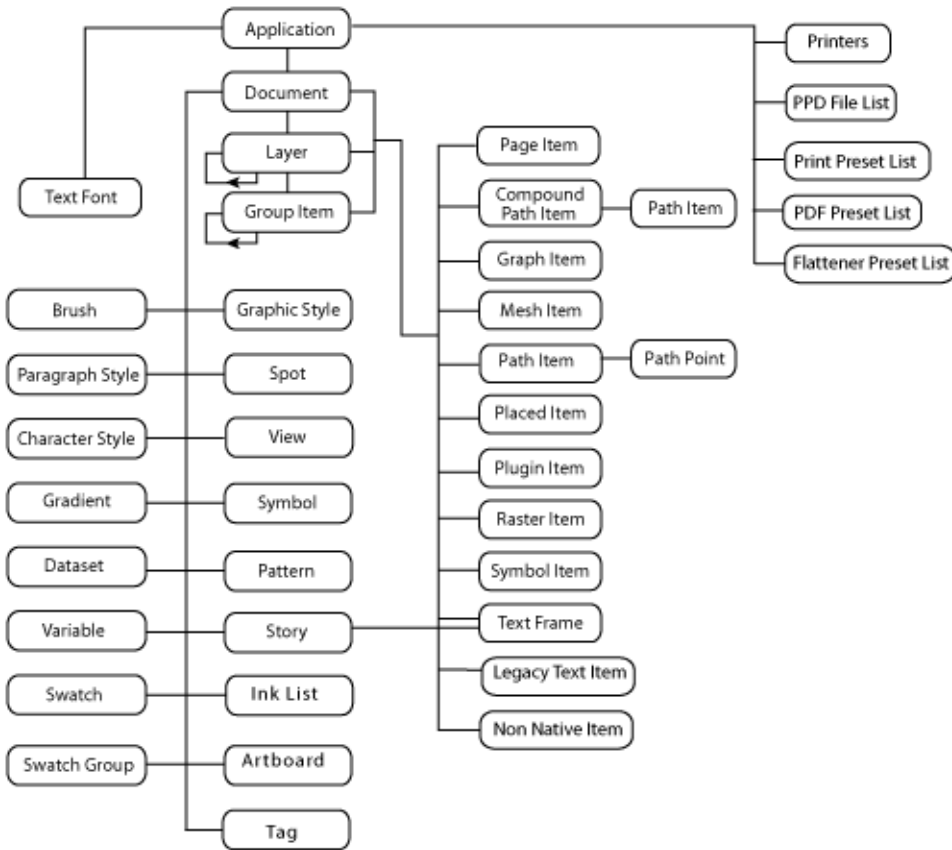 Application
Printers
Document
PPD File List
Layer
Page Item
Print Preset List
Text Font
Group Item
Compound
Path Item
Path Item
PDF Preset List
Graph Item
Flattener Preset List
Brush
Graphic Style
Mesh Item
Paragraph Style
Spot
Path Item
Path Point
Character Style
View
Placed Item
Plugin Item
Gradient
Symbol
Raster Item
Dataset
Pattern
Symbol Item
Variable
Story
Text Frame
Legacy Text Item
Swatch
Ink List
Non Native Item
Swatch Group
Artboard
Tag